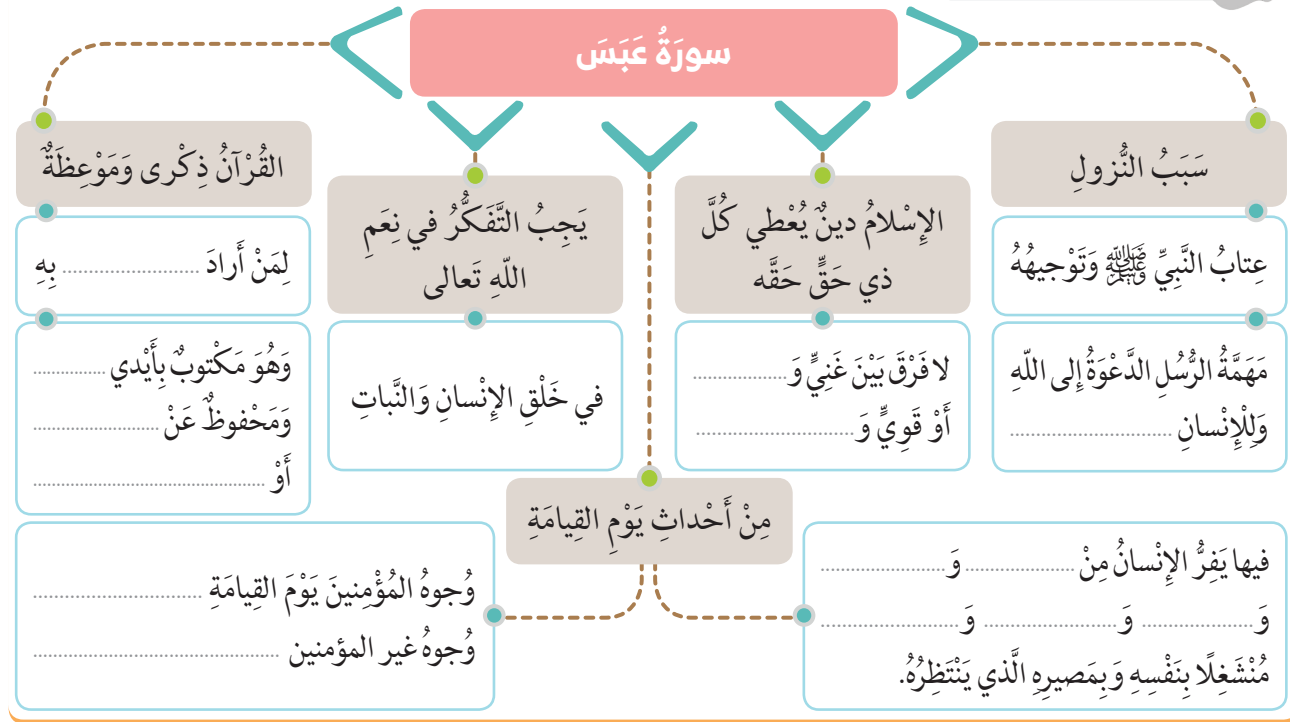 سورَةُ عَبَسَ
سَبَبُ النُّزولِ
عِتابُ النَّبِيِّ ﷺ وَتَوْجيهُهُ
مَهَمَّةُ الرُّسُلِ الدَّعْوَةُ إِلى اللّهِ
وَلِلْإِنْسانِ ........................
الإِسْلامُ دينٌ يُعْطي كُلَّ
ذي حَقٍّ حَقَّه
لا فَرْقَ بَيْنَ غَنِيٍّ وَ........................
أَوْ قَوِيٍّ وَ........................
يَجِبُ التَّفَكُّرُ في نِعَمِ
اللّهِ تَعالى
في خَلْقِ الإِنْسانِ وَالنَّباتِ
القُرْآنُ ذِكْرى وَمَوْعِظَةٌ
لِمَنْ أَرادَ ........................ بِهِ
وَهُوَ مَكْتوبٌ بِأَيْدي ................
وَمَحْفوظٌ عَنْ ........................
أَوْ ........................
مِنْ أَحْداثِ يَوْمِ القِيامَةِ
فيها يَفِرُّ الإِنْسانُ مِنْ ........................ وَ ........................
وَ ........................ وَ ........................ وَ ........................
مُنْشَغِلًا بِنَفْسِهِ وَبِمَصيرِهِ الَّذي يَنْتَظِرُهُ.
وُجوهُ المُؤْمِنينَ يَوْمَ القِيامَةِ ........................
وُجوهُ غير المؤمنين ........................